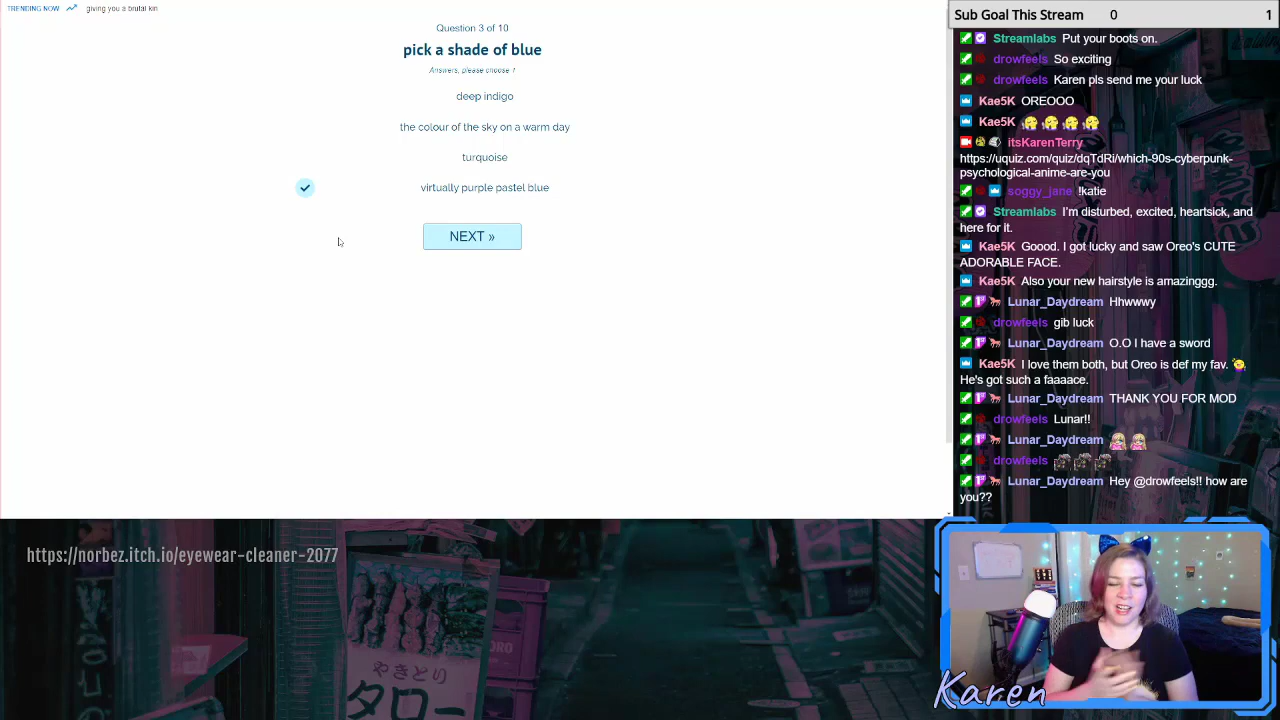 TRENDING NOW giving you a brutal kin
Question 3 of 10
pick a shade of blue
Answers, please choose 1
deep indigo
the colour of the sky on a warm day
turquoise
virtually purple pastel blue
NEXT »
https://norbez.itch.io/eyewear-cleaner-2077
やきとり
タワー
Sub Goal This Stream 0 1
Streamlabs Put your boots on.
drowfeels So exciting
drowfeels Karen pls send me your luck
Kae5K OREOOO
Kae5K
itsKarenTerry
https://uquiz.com/quiz/dqTdRi/which-90s-cyberpunk-
psychological-anime-are-you
soggy_jane !katie
Streamlabs I'm disturbed, excited, heartsick, and
here for it.
Kae5K Goood. I got lucky and saw Oreo's CUTE
ADORABLE FACE.
Kae5K Also your new hairstyle is amazinggg.
Lunar_Daydream Hhwwwy
drowfeels gib luck
Lunar_Daydream O.O I have a sword
Kae5K I love them both, but Oreo is def my fav.
He's got such a faaaace.
Lunar_Daydream THANK YOU FOR MOD
drowfeels Lunar!!
Lunar_Daydream
drowfeels
Lunar_Daydream Hey @drowfeels!! how are
you??
Karen